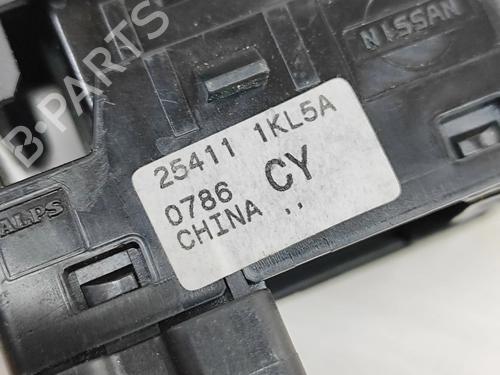 NISSAN
25411 1KL5A
0786 CY
CHINA ..
ALPS
B-PARTS